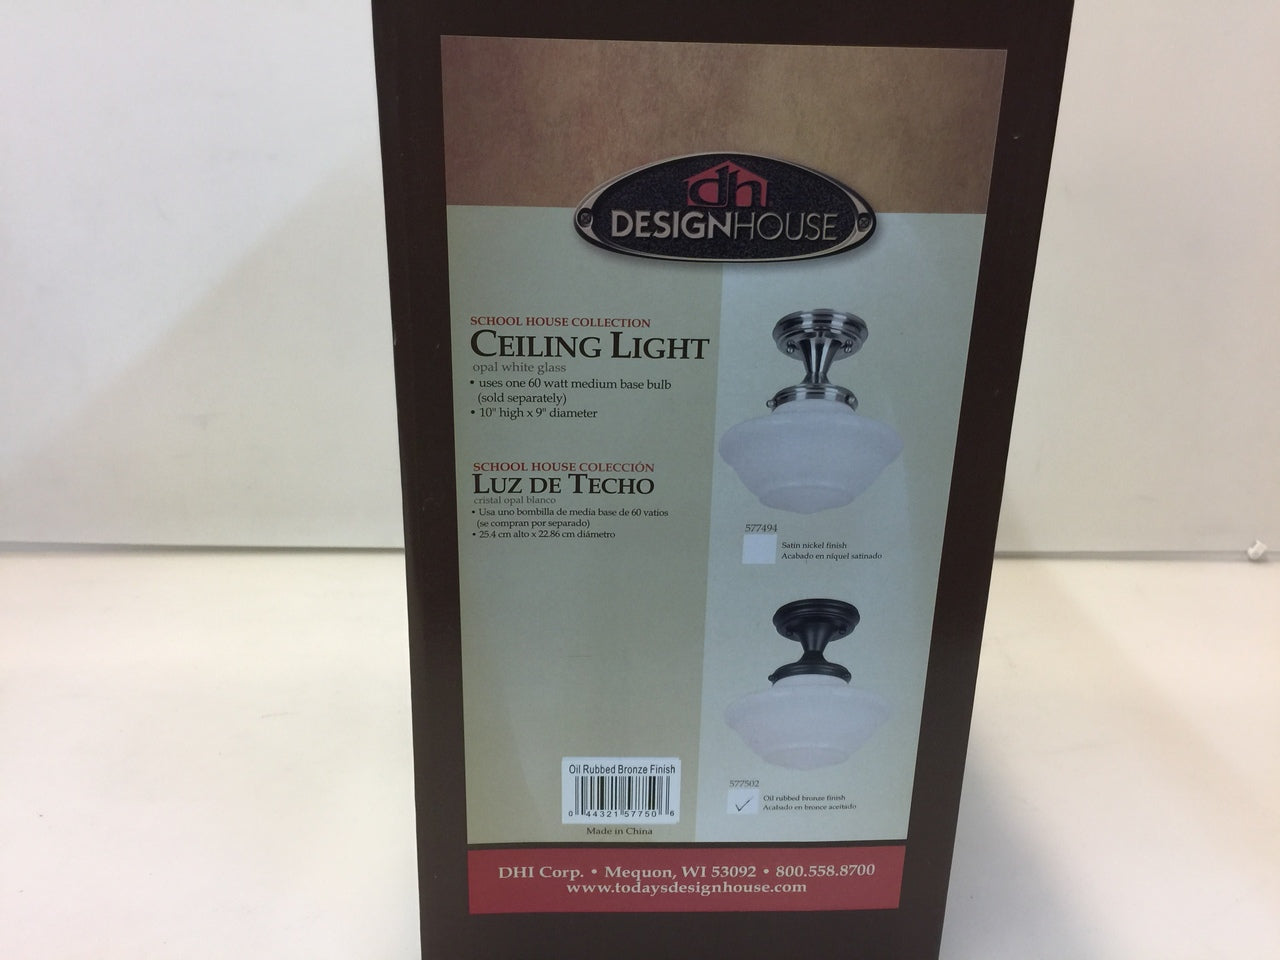 dh
DESIGNHOUSE
SCHOOL HOUSE COLLECTION
CEILING LIGHT
opal white glass
• uses one 60 watt medium base bulb
(sold separately)
• 10" high x 9" diameter
SCHOOL HOUSE COLECCIÓN
LUZ DE TECHO
cristal opal blanco
• Usa uno bombilla de media base de 60 vatios
(se compran por separado)
• 25.4 cm alto x 22.86 cm diámetro
577494
Satin nickel finish
Acabado en níquel satinado
577502
Oil rubbed bronze finish
Acabado en bronce aceitado
Oil Rubbed Bronze Finish
0 44321 57750 6
Made in China
DHI Corp. • Mequon, WI 53092 • 800.558.8700
www.todaysdesignhouse.com